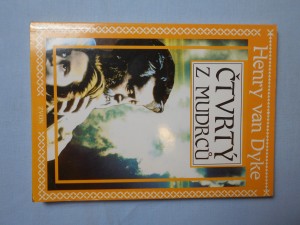 Henry van Dyke
ČTVRTÝ
Z MUDRCŮ